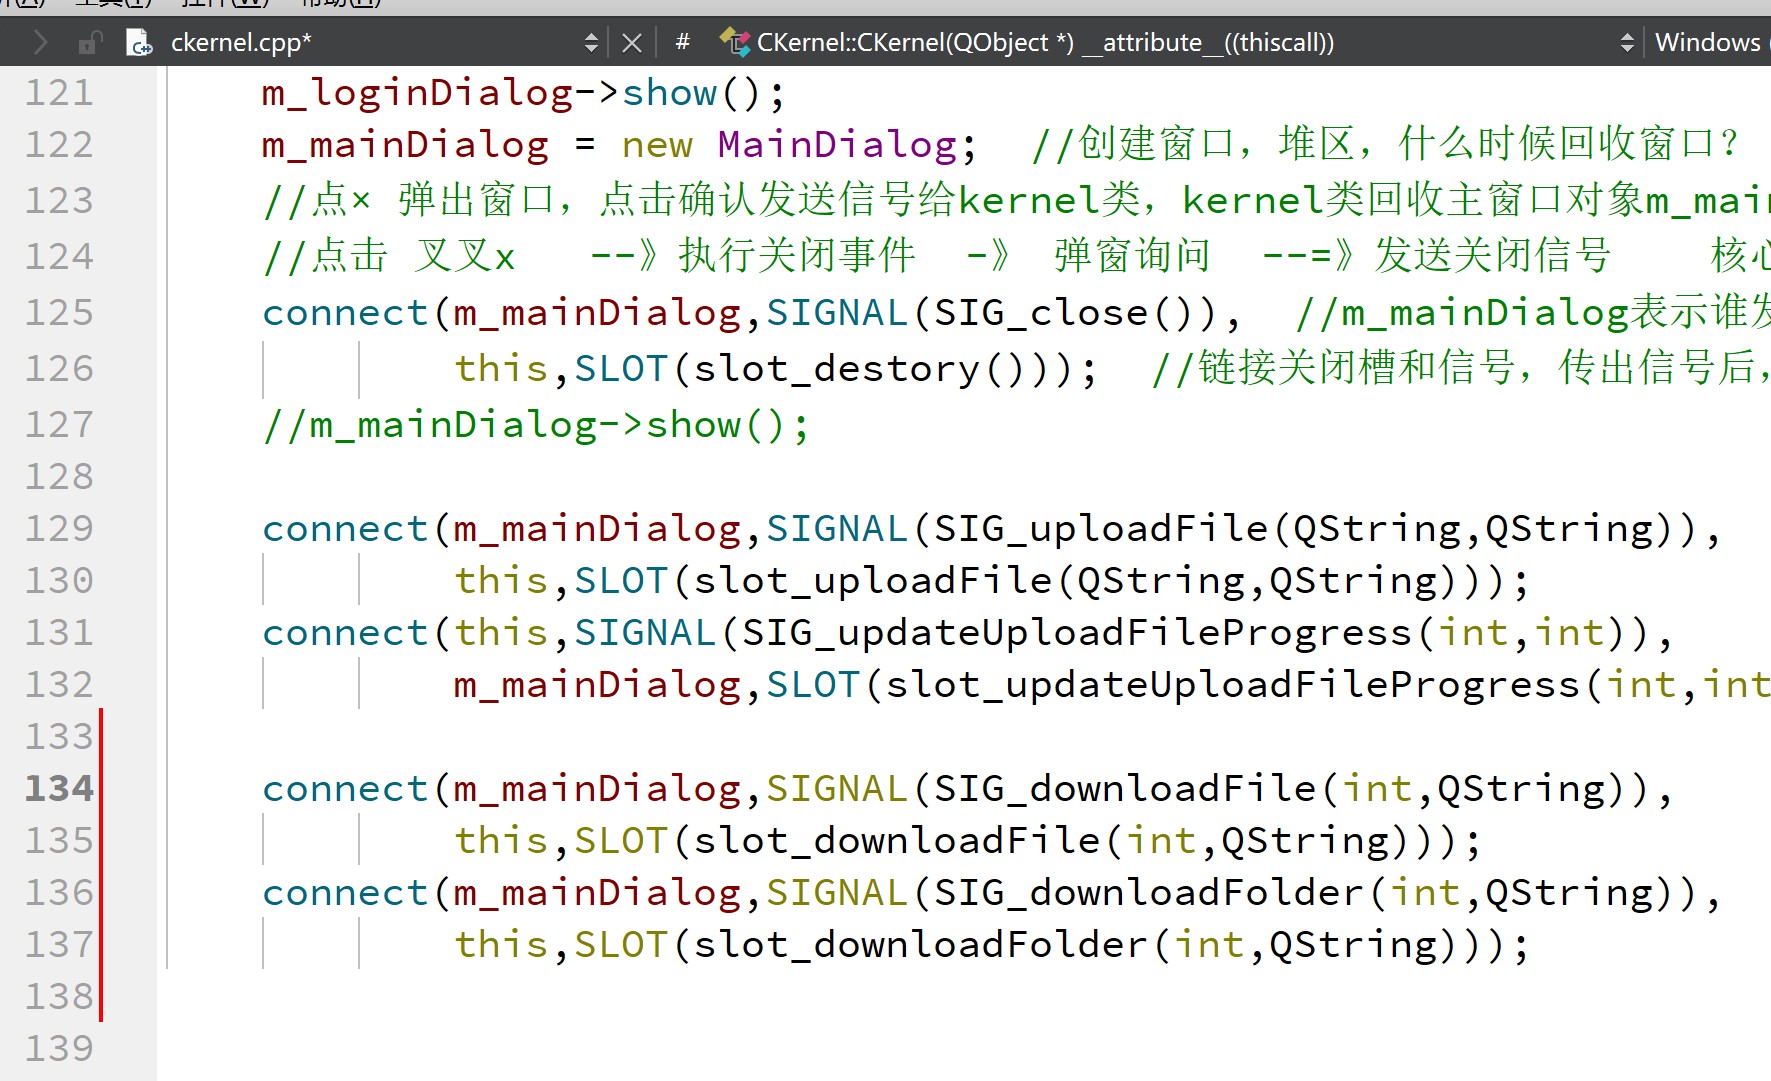 工具(T) 控件(W) 帮助(H)
ckernel.cpp* # CKernel::CKernel(QObject *) __attribute__((thiscall)) Windows
121 m_loginDialog->show();
122 m_mainDialog = new MainDialog; //创建窗口，堆区，什么时候回收窗口?
123 //点× 弹出窗口，点击确认发送信号给kernel类，kernel类回收主窗口对象m_mai
124 //点击 叉叉x --》执行关闭事件 -》 弹窗询问 --=》发送关闭信号 核心
125 connect(m_mainDialog,SIGNAL(SIG_close()), //m_mainDialog表示谁发
126 this,SLOT(slot_destory())); //链接关闭槽和信号，传出信号后，
127 //m_mainDialog->show();
128
129 connect(m_mainDialog,SIGNAL(SIG_uploadFile(QString,QString)),
130 this,SLOT(slot_uploadFile(QString,QString)));
131 connect(this,SIGNAL(SIG_updateUploadFileProgress(int,int)),
132 m_mainDialog,SLOT(slot_updateUploadFileProgress(int,int
133
134 connect(m_mainDialog,SIGNAL(SIG_downloadFile(int,QString)),
135 this,SLOT(slot_downloadFile(int,QString)));
136 connect(m_mainDialog,SIGNAL(SIG_downloadFolder(int,QString)),
137 this,SLOT(slot_downloadFolder(int,QString)));
138
139